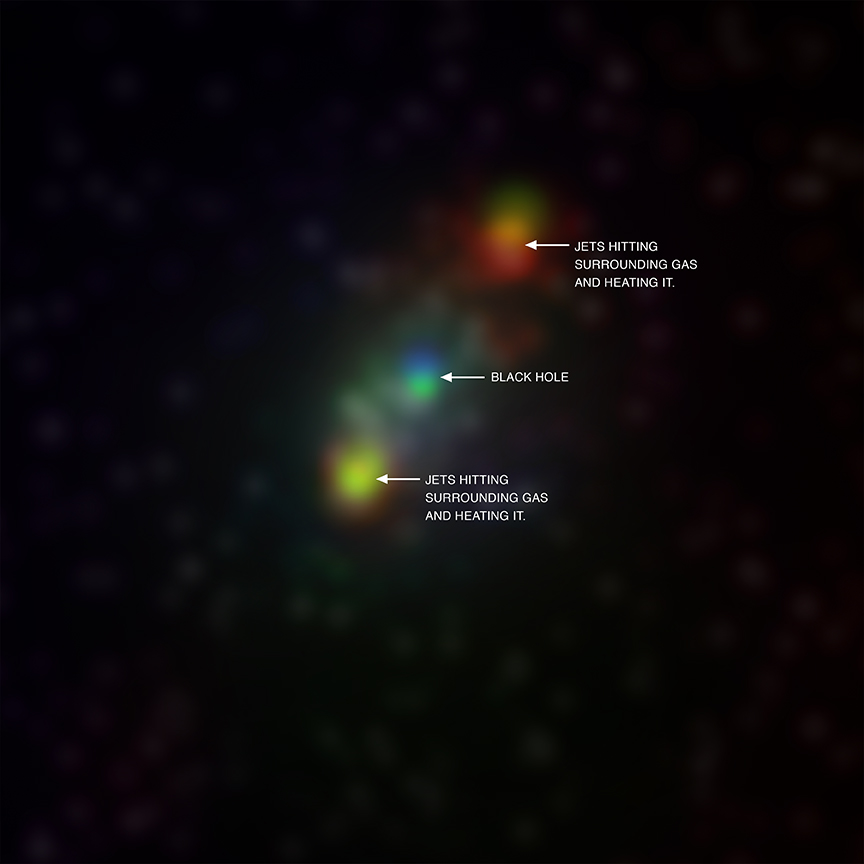 JETS HITTING
SURROUNDING GAS
AND HEATING IT.
BLACK HOLE
JETS HITTING
SURROUNDING GAS
AND HEATING IT.